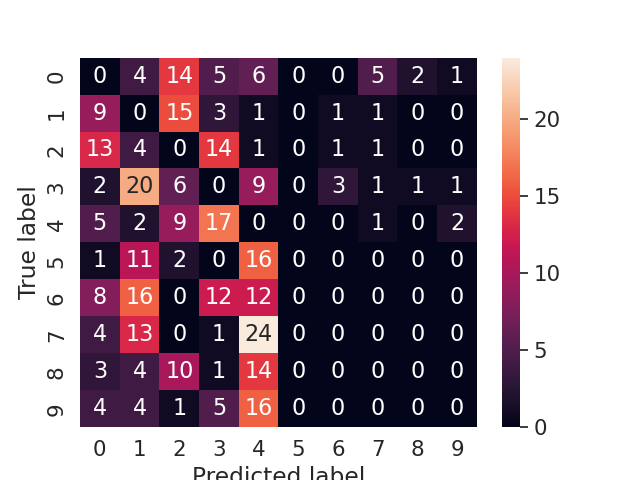 0 0 4 14 5 6 0 0 5 2 1
1 9 0 15 3 1 0 1 1 0 0
2 13 4 0 14 1 0 1 1 0 0
3 2 20 6 0 9 0 3 1 1 1
4 5 2 9 17 0 0 0 1 0 2
5 1 11 2 0 16 0 0 0 0 0
6 8 16 0 12 12 0 0 0 0 0
7 4 13 0 1 24 0 0 0 0 0
8 3 4 10 1 14 0 0 0 0 0
9 4 4 1 5 16 0 0 0 0 0
0 1 2 3 4 5 6 7 8 9
Predicted label
True label
20
15
10
5
0